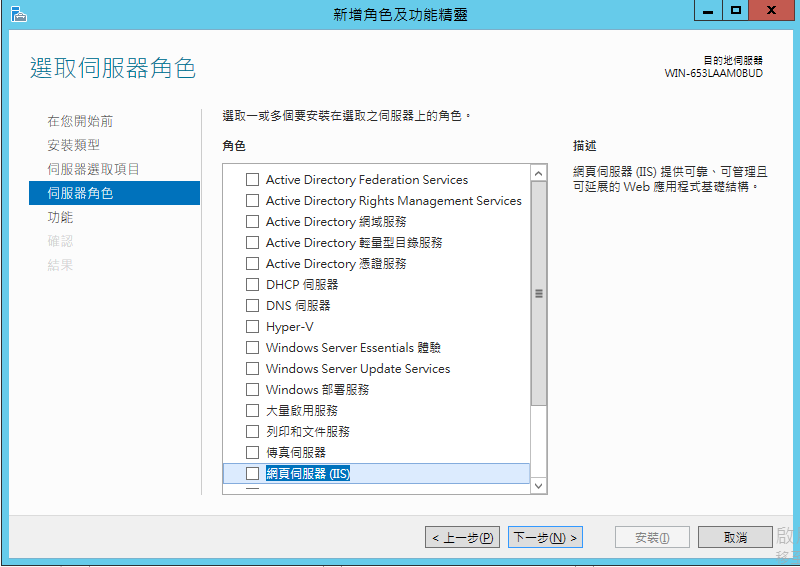 新增角色及功能精靈
選取伺服器角色
目的地伺服器
WIN-653LAAM0BUD
在您開始前
安裝類型
伺服器選取項目
伺服器角色
功能
確認
結果
選取一或多個要安裝在選取之伺服器上的角色。
角色
Active Directory Federation Services
Active Directory Rights Management Services
Active Directory 網域服務
Active Directory 輕量型目錄服務
Active Directory 憑證服務
DHCP 伺服器
DNS 伺服器
Hyper-V
Windows Server Essentials 體驗
Windows Server Update Services
Windows 部署服務
大量啟用服務
列印和文件服務
傳真伺服器
網頁伺服器 (IIS)
描述
網頁伺服器 (IIS) 提供可靠、可管理且
可延展的 Web 應用程式基礎結構。
< 上一步(P)
下一步(N) >
安裝(I)
取消
啟
移至